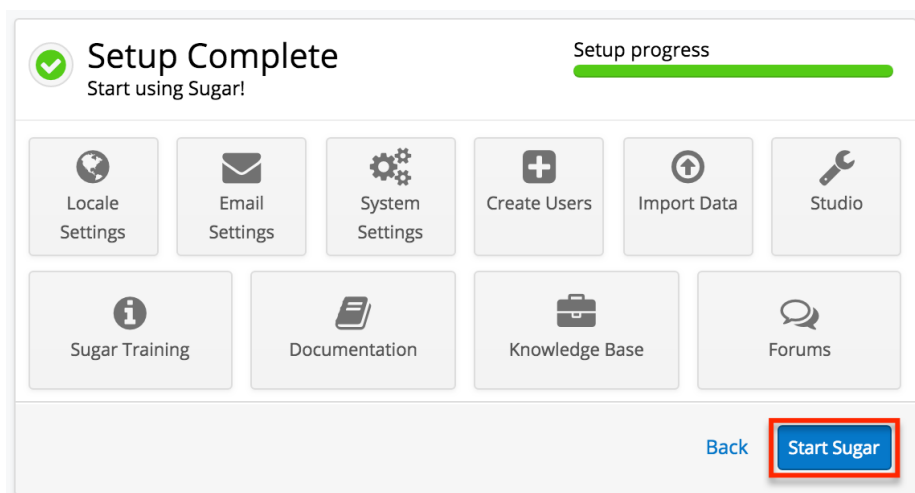 Setup Complete
Start using Sugar!
Setup progress
Locale
Settings
Email
Settings
System
Settings
Create Users
Import Data
Studio
Sugar Training
Documentation
Knowledge Base
Forums
Back
Start Sugar